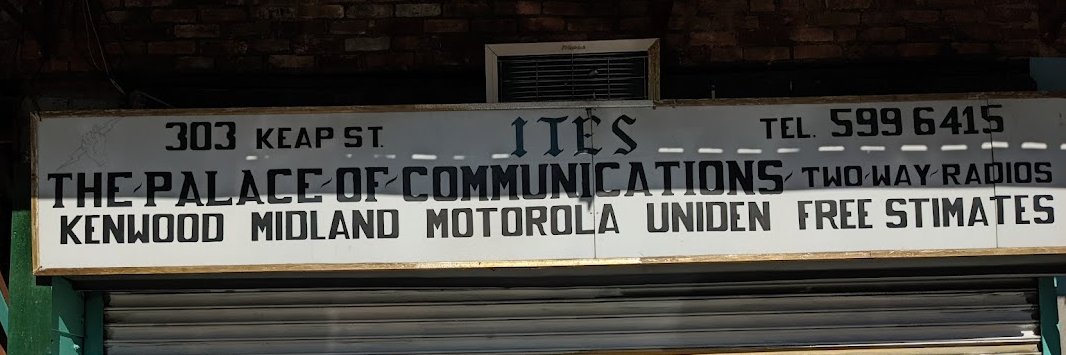 303 KEAP ST. ITES TEL. 599 6415
THE-PALACE-OF-COMMUNICATIONS-TWO-WAY-RADIOS
KENWOOD MIDLAND MOTOROLA UNIDEN FREE STIMATES